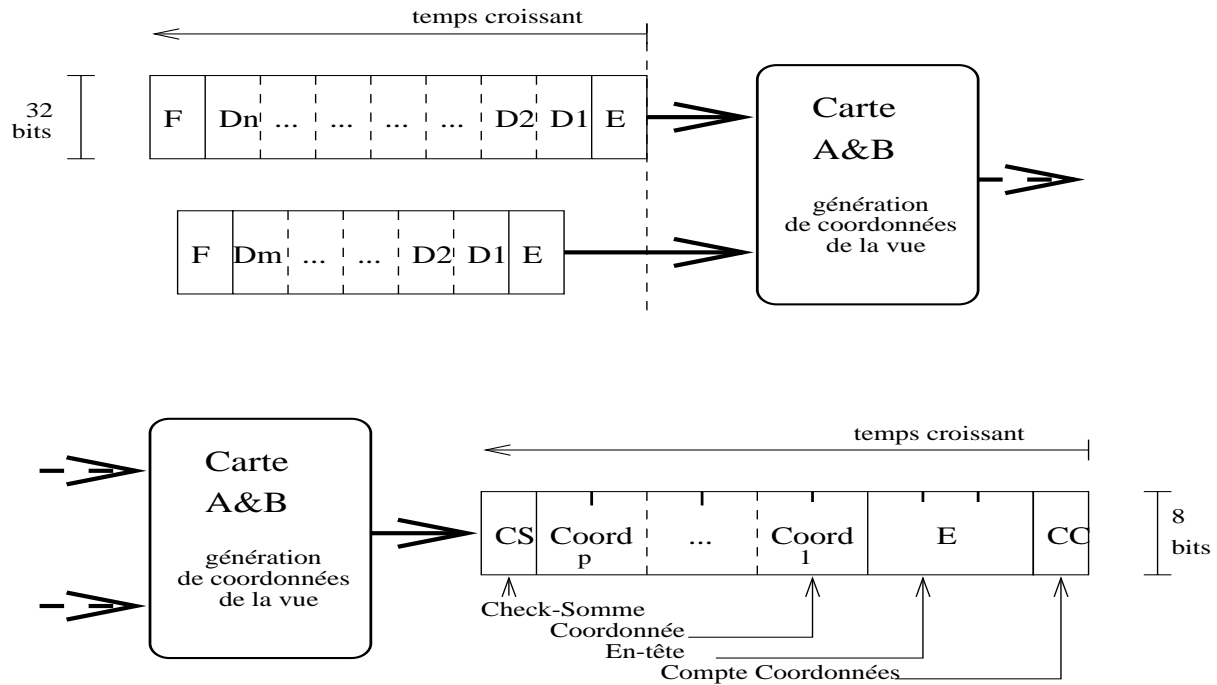 temps croissant
32
bits
F Dn ... ... ... ... D2 D1 E
Carte
A&B
génération
de coordonnées
de la vue
F Dm ... ... D2 D1 E
temps croissant
Carte
A&B
génération
de coordonnées
de la vue
CS Coord p ... Coord 1 E CC
8
bits
Check-Somme
Coordonnée
En-tête
Compte Coordonnées